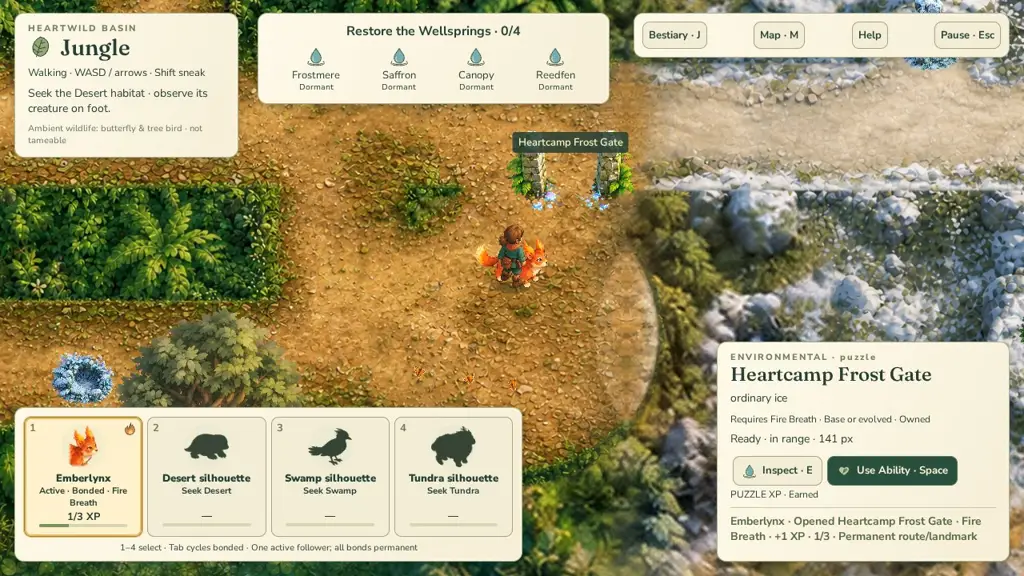 HEARTWILD BASIN
Jungle
Walking · WASD / arrows · Shift sneak
Seek the Desert habitat · observe its
creature on foot.
Ambient wildlife: butterfly & tree bird · not
tameable
Restore the Wellsprings · 0/4
Frostmere
Dormant
Saffron
Dormant
Canopy
Dormant
Reedfen
Dormant
Bestiary · J
Map · M
Help
Pause · Esc
Heartcamp Frost Gate
1
Emberlynx
Active · Bonded · Fire
Breath
1/3 XP
2
Desert silhouette
Seek Desert
—
3
Swamp silhouette
Seek Swamp
—
4
Tundra silhouette
Seek Tundra
—
1–4 select · Tab cycles bonded · One active follower; all bonds permanent
ENVIRONMENTAL · puzzle
Heartcamp Frost Gate
ordinary ice
Requires Fire Breath · Base or evolved · Owned
Ready · in range · 141 px
Inspect · E
Use Ability · Space
PUZZLE XP · Earned
Emberlynx · Opened Heartcamp Frost Gate · Fire
Breath · +1 XP · 1/3 · Permanent route/landmark